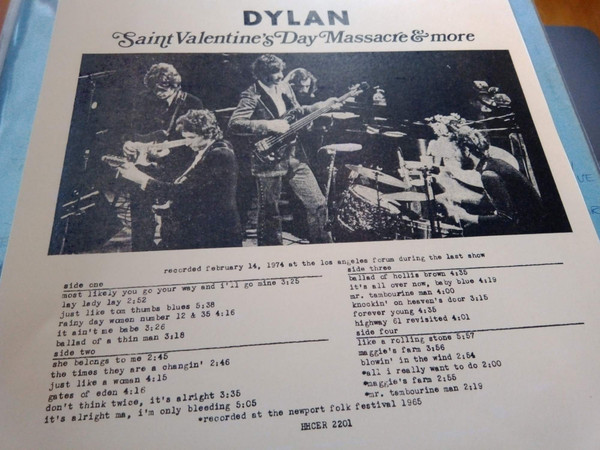 DYLAN
Saint Valentine's Day Massacre & more
recorded february 14, 1974 at the los angeles forum during the last show
side one
most likely you go your way and i'll go mine 3:25
lay lady lay 2:52
just like tom thumbs blues 5:38
rainy day women number 12 & 35 4:16
it ain't me babe 3:26
ballad of a thin man 3:18
side two
she belongs to me 2:45
the times they are a changin' 2:46
just like a woman 4:15
gates of eden 4:16
don't think twice, it's alright 3:35
it's alright ma, i'm only bleeding 5:05
side three
ballad of hollis brown 4:35
it's all over now, baby blue 4:19
mr. tambourine man 4:00
knockin' on heaven's door 3:15
forever young 4:35
highway 61 revisited 4:01
side four
like a rolling stone 5:57
maggie's farm 3:56
blowin' in the wind 2:54
*all i really want to do 2:00
*maggie's farm 2:55
*mr. tambourine man 2:19
*recorded at the newport folk festival 1965
HHCER 2201